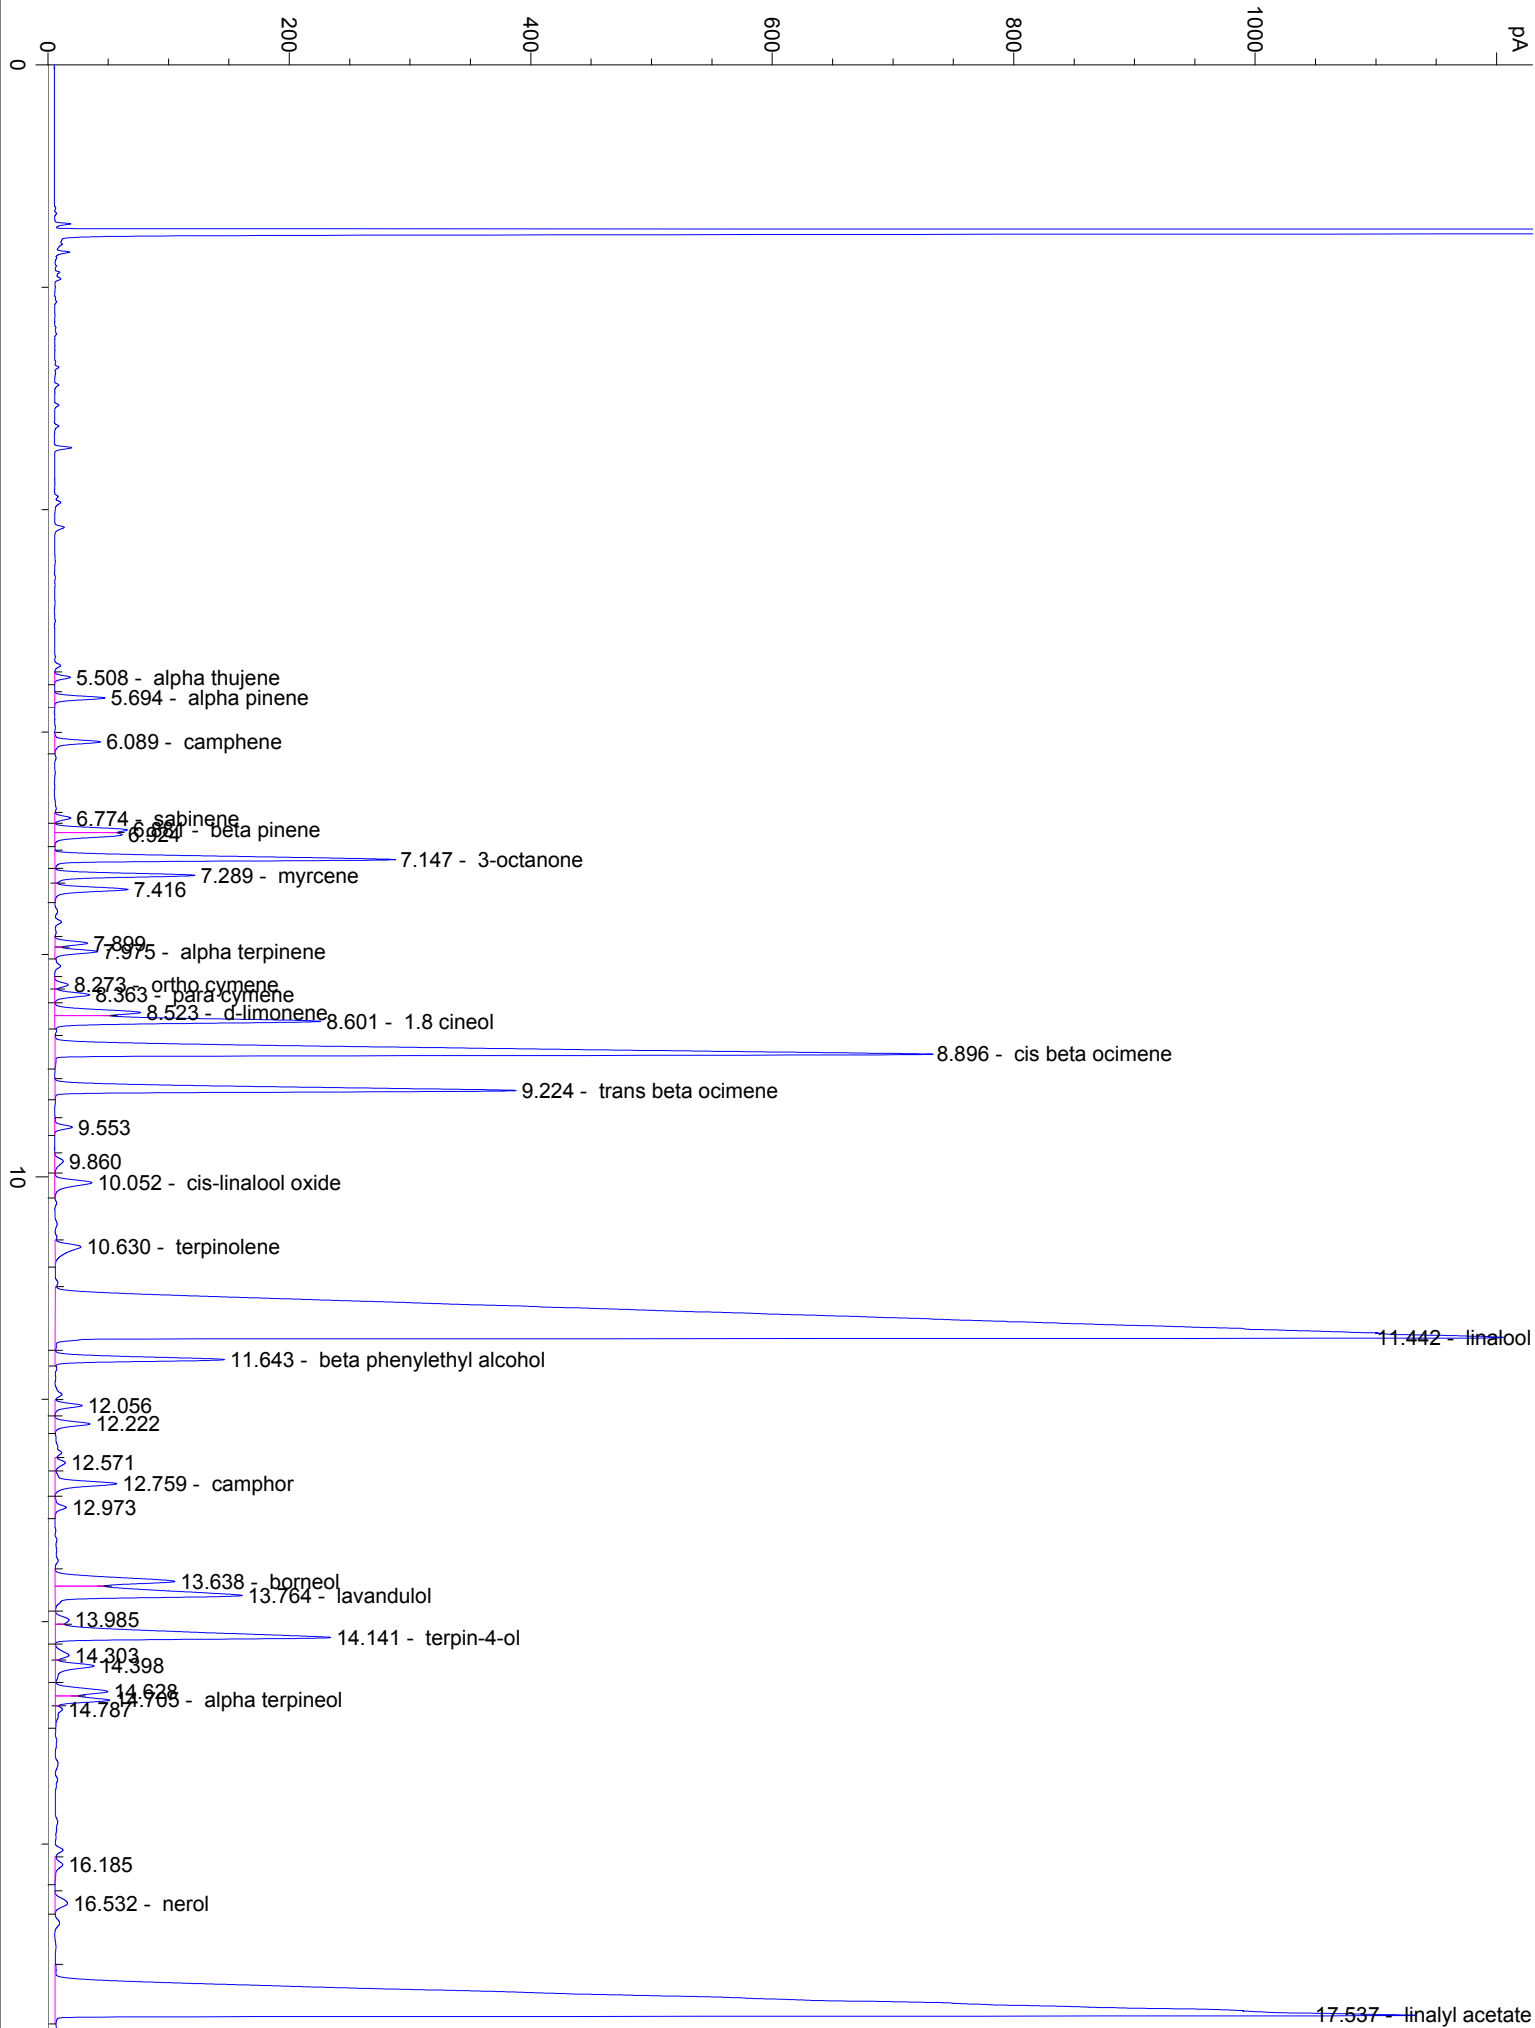 pA
0
200
400
600
800
1000
0
5.508 - alpha thujene
5.694 - alpha pinene
6.089 - camphene
6.774 - sabinene
6.881 - beta pinene
6.924
7.147 - 3-octanone
7.289 - myrcene
7.416
7.899
7.975 - alpha terpinene
8.273 - ortho cymene
8.363 - para cymene
8.523 - d-limonene
8.601 - 1.8 cineol
8.896 - cis beta ocimene
9.224 - trans beta ocimene
9.553
9.860
10
10.052 - cis-linalool oxide
10.630 - terpinolene
11.442 - linalool
11.643 - beta phenylethyl alcohol
12.056
12.222
12.571
12.759 - camphor
12.973
13.638 - borneol
13.764 - lavandulol
13.985
14.141 - terpin-4-ol
14.303
14.398
14.628
14.705 - alpha terpineol
14.787
16.185
16.532 - nerol
17.537 - linalyl acetate